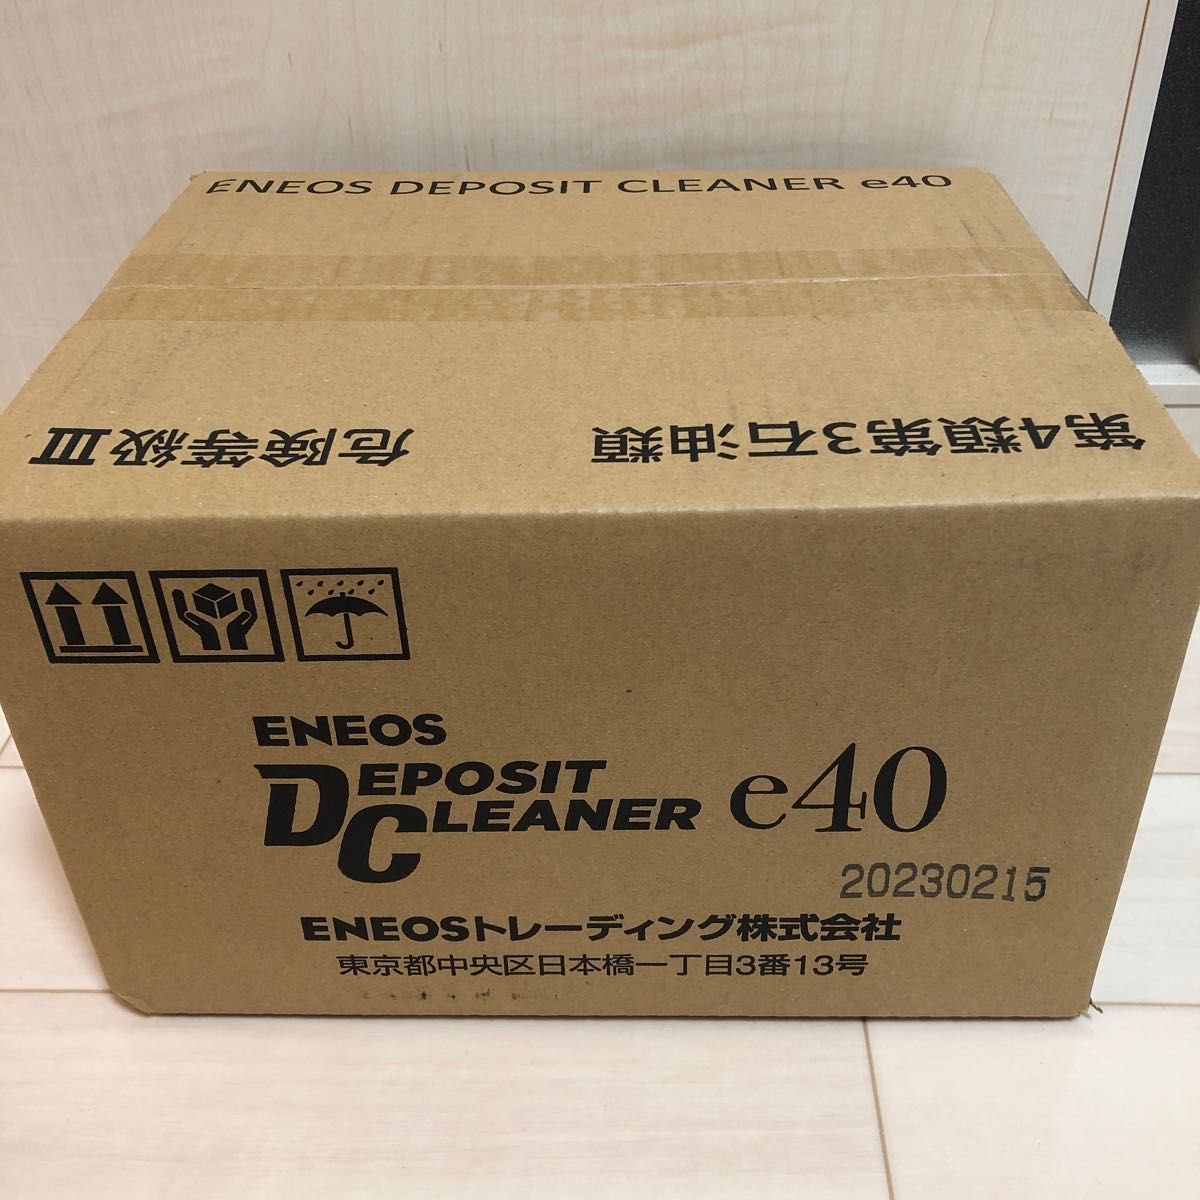 ENEOS DEPOSIT CLEANER e40
第4類第3石油類
危険等級III
ENEOS
DEPOSIT
CLEANER e40
20230215
ENEOSトレーディング株式会社
東京都中央区日本橋一丁目3番13号